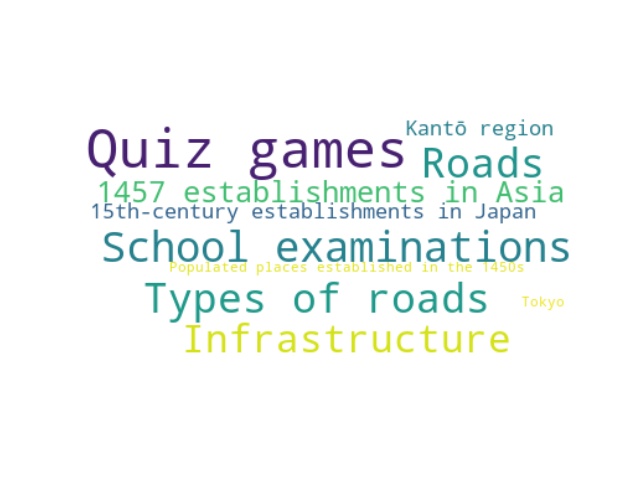 Kantō region
Quiz games
Roads
1457 establishments in Asia
15th-century establishments in Japan
School examinations
Populated places established in the 1450s
Types of roads
Tokyo
Infrastructure